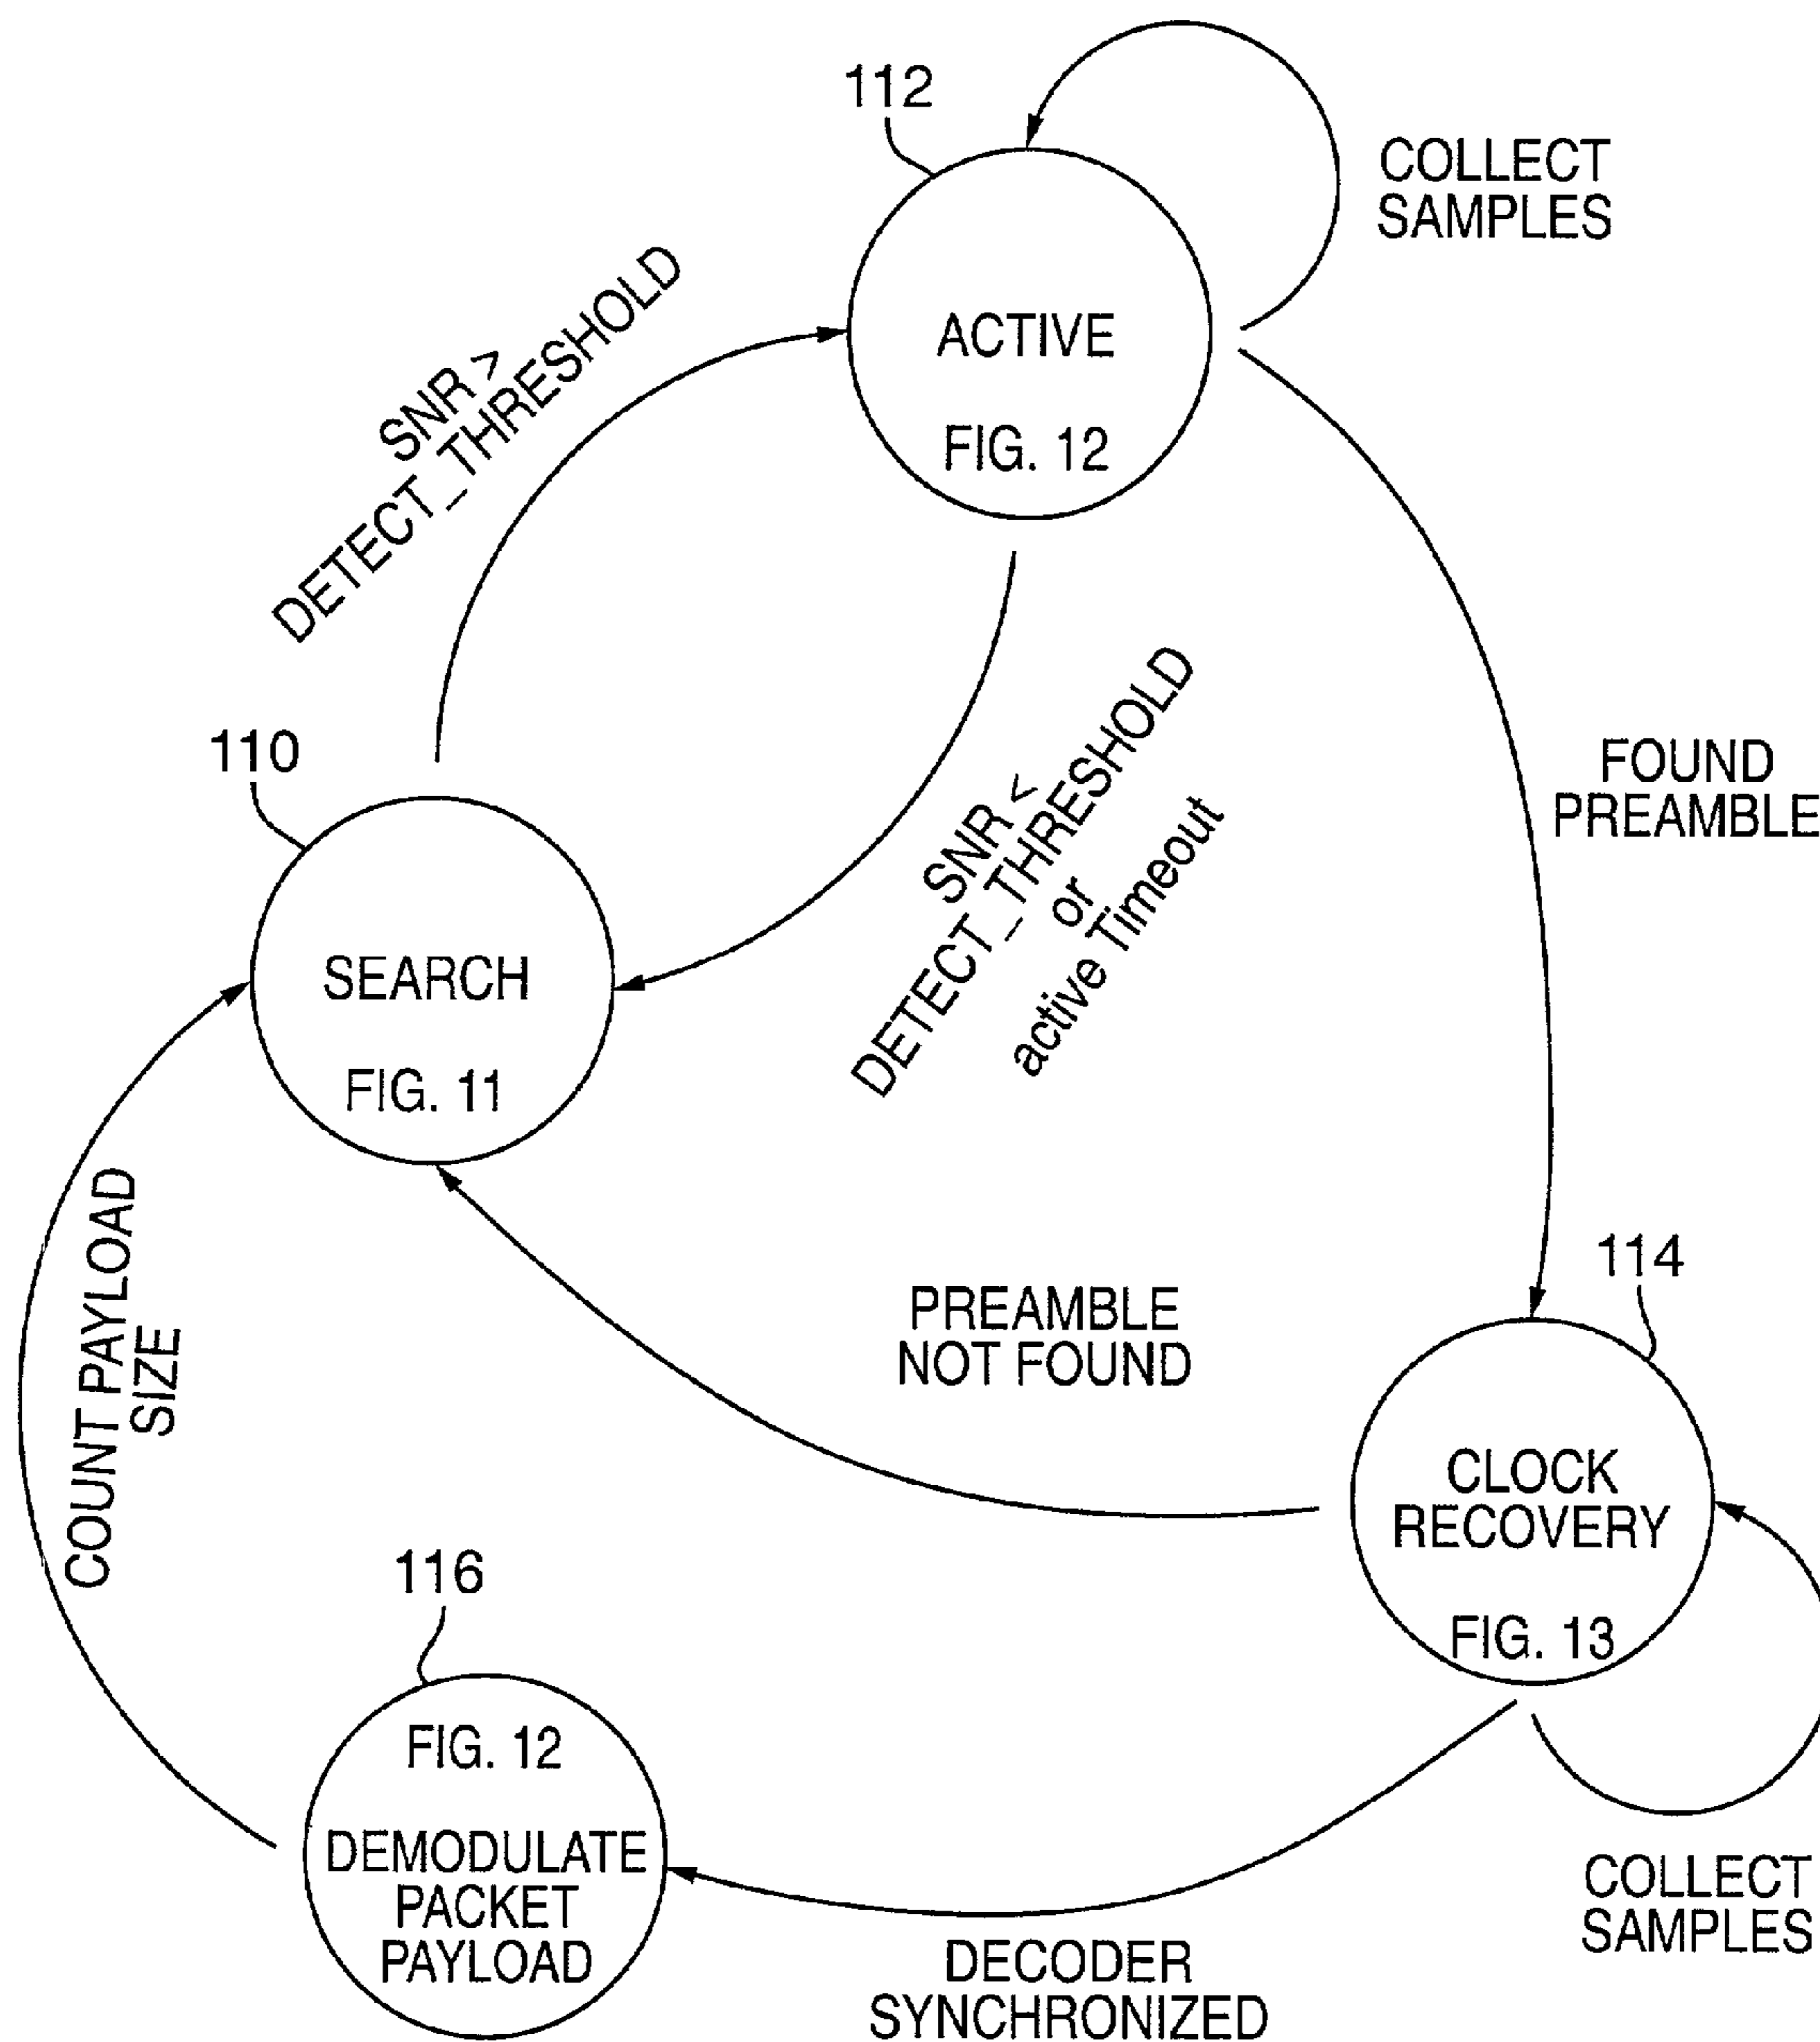 112
COLLECT
SAMPLES
ACTIVE
FIG. 12
SNR >
DETECT_THRESHOLD
110
SEARCH
FIG. 11
SNR <
DETECT_THRESHOLD
or
active Timeout
FOUND
PREAMBLE
COUNT PAYLOAD
SIZE
PREAMBLE
NOT FOUND
114
CLOCK
RECOVERY
FIG. 13
116
FIG. 12
DEMODULATE
PACKET
PAYLOAD
DECODER
SYNCHRONIZED
COLLECT
SAMPLES